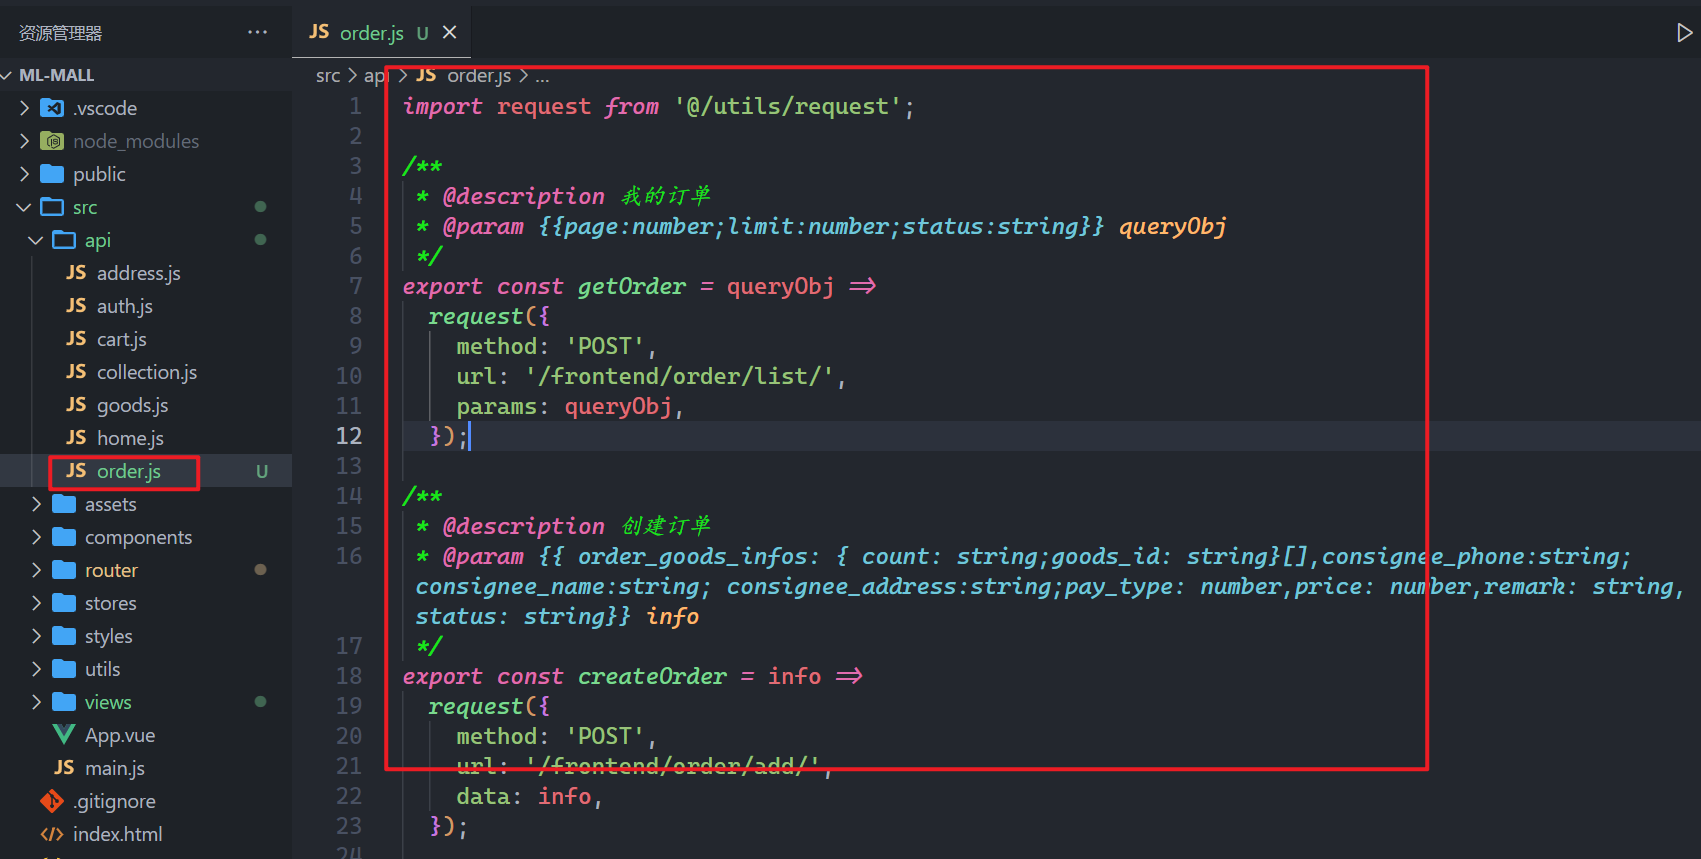 资源管理器
ML-MALL
.vscode
node_modules
public
src
api
JS address.js
JS auth.js
JS cart.js
JS collection.js
JS goods.js
JS home.js
JS order.js U
assets
components
router
stores
styles
utils
views
App.vue
JS main.js
.gitignore
index.html
JS order.js U
src > api > JS order.js > ...
1 import request from '@/utils/request';
2
3 /**
4 * @description 我的订单
5 * @param {{page:number;limit:number;status:string}} queryObj
6 */
7 export const getOrder = queryObj =>
8 request({
9 method: 'POST',
10 url: '/frontend/order/list/',
11 params: queryObj,
12 });
13
14 /**
15 * @description 创建订单
16 * @param {{ order_goods_infos: { count: string;goods_id: string}[],consignee_phone:string;
consignee_name:string; consignee_address:string;pay_type: number,price: number,remark: string,
status: string}} info
17 */
18 export const createOrder = info =>
19 request({
20 method: 'POST',
21 url: '/frontend/order/add/',
22 data: info,
23 });
24